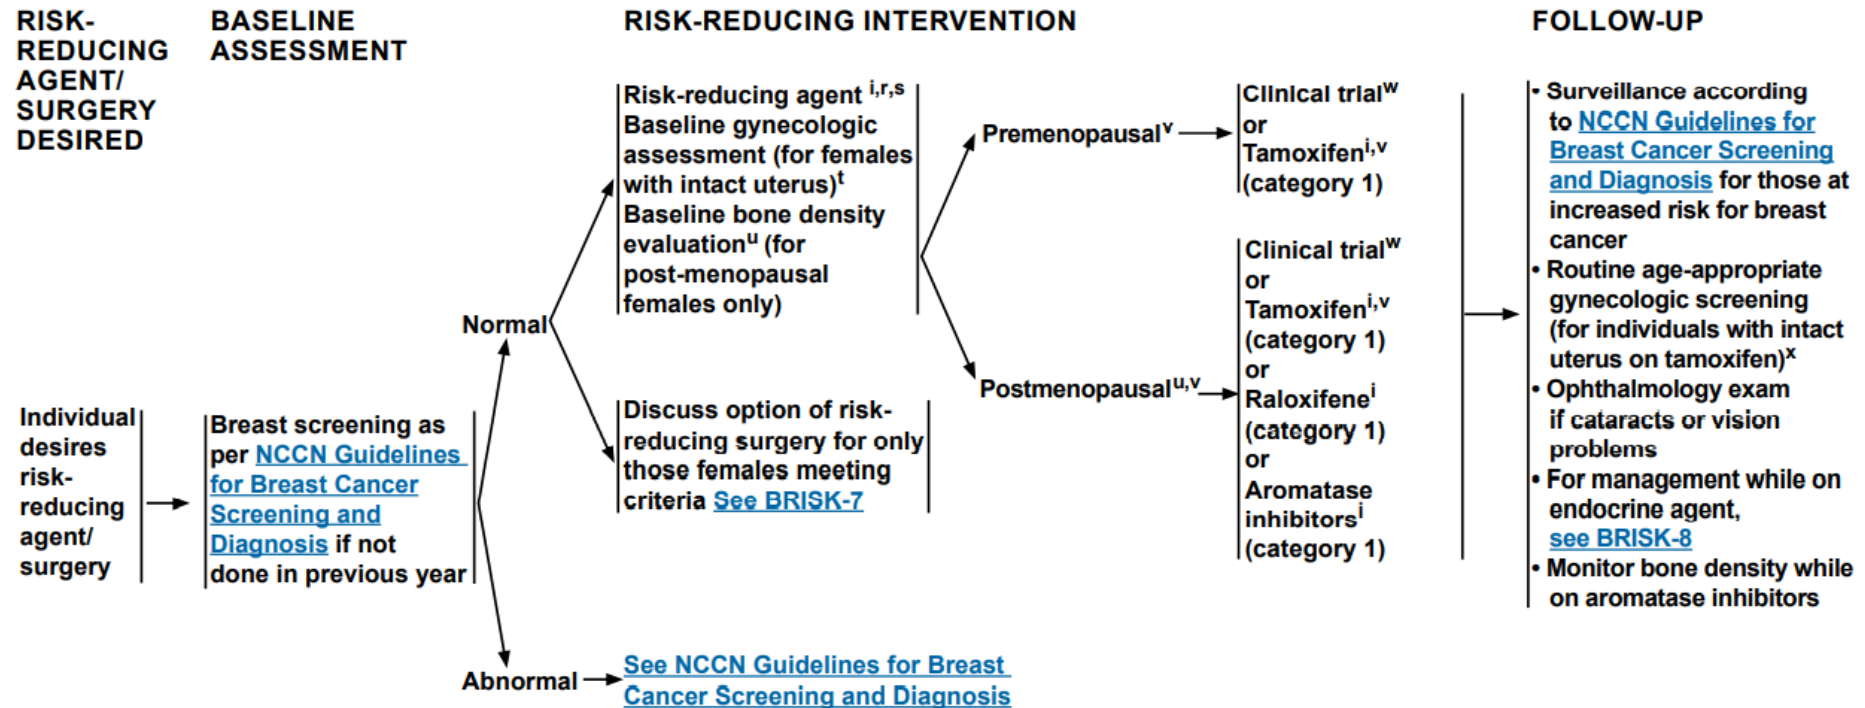 RISK-
REDUCING
AGENT/
SURGERY
DESIRED
BASELINE
ASSESSMENT
RISK-REDUCING INTERVENTION
FOLLOW-UP
Individual
desires
risk-
reducing
agent/
surgery
Breast screening as
per NCCN Guidelines
for Breast Cancer
Screening and
Diagnosis if not
done in previous year
Normal
Abnormal
Risk-reducing agent i,r,s
Baseline gynecologic
assessment (for females
with intact uterus)t
Baseline bone density
evaluationu (for
post-menopausal
females only)
Discuss option of risk-
reducing surgery for only
those females meeting
criteria See BRISK-7
See NCCN Guidelines for Breast
Cancer Screening and Diagnosis
Premenopausalv
Clinical trialw
or
Tamoxifeni,v
(category 1)
Postmenopausalu,v
Clinical trialw
or
Tamoxifeni,v
(category 1)
or
Raloxifenei
(category 1)
or
Aromatase
inhibitorsi
(category 1)
• Surveillance according
to NCCN Guidelines for
Breast Cancer Screening
and Diagnosis for those at
increased risk for breast
cancer
• Routine age-appropriate
gynecologic screening
(for individuals with intact
uterus on tamoxifen)x
• Ophthalmology exam
if cataracts or vision
problems
• For management while on
endocrine agent,
see BRISK-8
• Monitor bone density while
on aromatase inhibitors